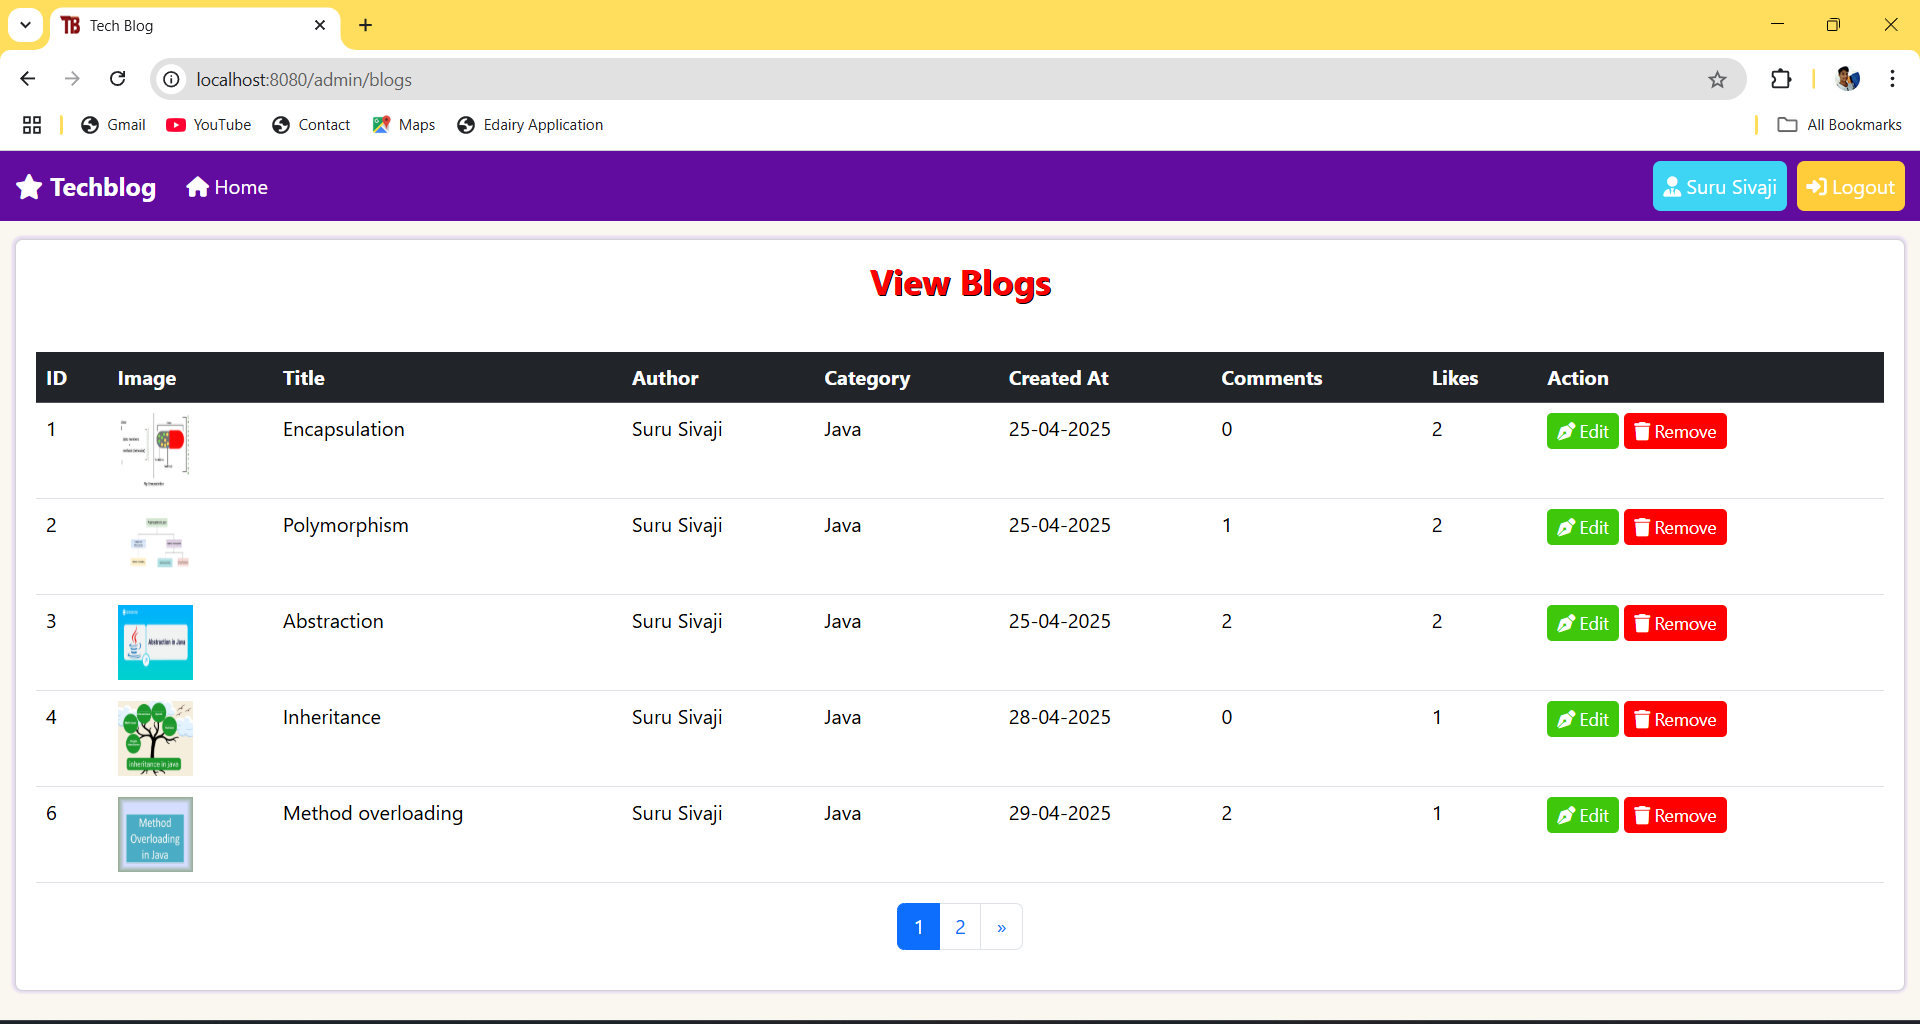 TB Tech Blog
localhost:8080/admin/blogs
Gmail YouTube Contact Maps Edairy Application All Bookmarks
Techblog Home Suru Sivaji Logout
View Blogs
ID Image Title Author Category Created At Comments Likes Action
1 Encapsulation Suru Sivaji Java 25-04-2025 0 2 Edit Remove
2 Polymorphism Suru Sivaji Java 25-04-2025 1 2 Edit Remove
3 Abstraction Suru Sivaji Java 25-04-2025 2 2 Edit Remove
Abstraction in Java
4 Inheritance Suru Sivaji Java 28-04-2025 0 1 Edit Remove
inheritance in java
6 Method overloading Suru Sivaji Java 29-04-2025 2 1 Edit Remove
Method
Overloading
in Java
1 2 »